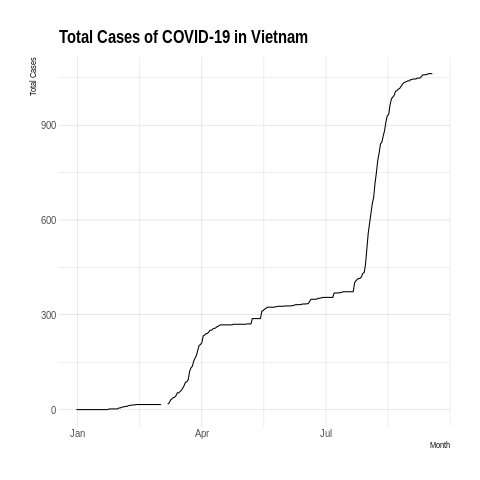 Total Cases of COVID-19 in Vietnam
Total Cases
900
600
300
0
Jan
Apr
Jul
Month